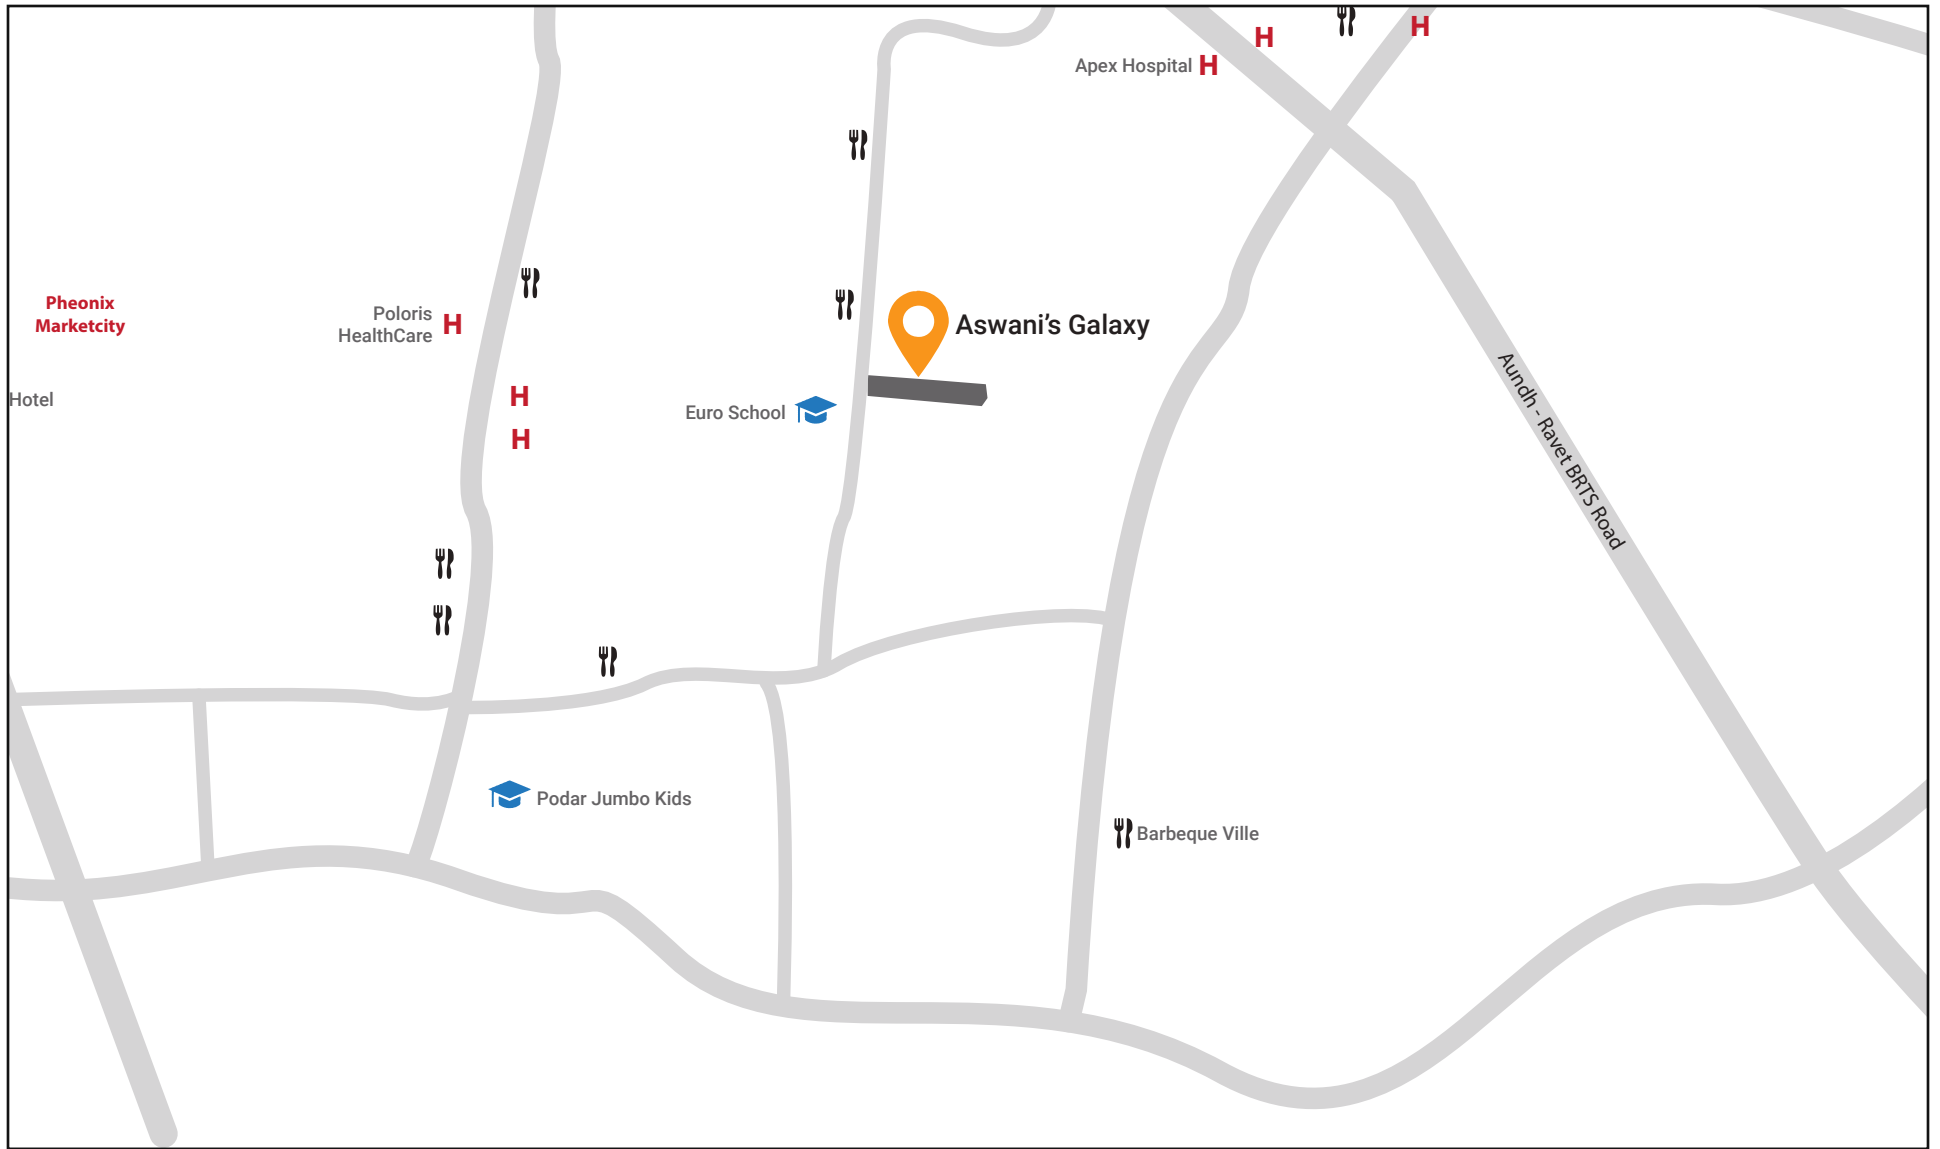 H
H
Apex Hospital H
Pheonix
Marketcity
Poloris
HealthCare
H
Aswani's Galaxy
Hotel
H
Euro School
H
Aundh - Ravet BRTS Road
Podar Jumbo Kids
Barbeque Ville